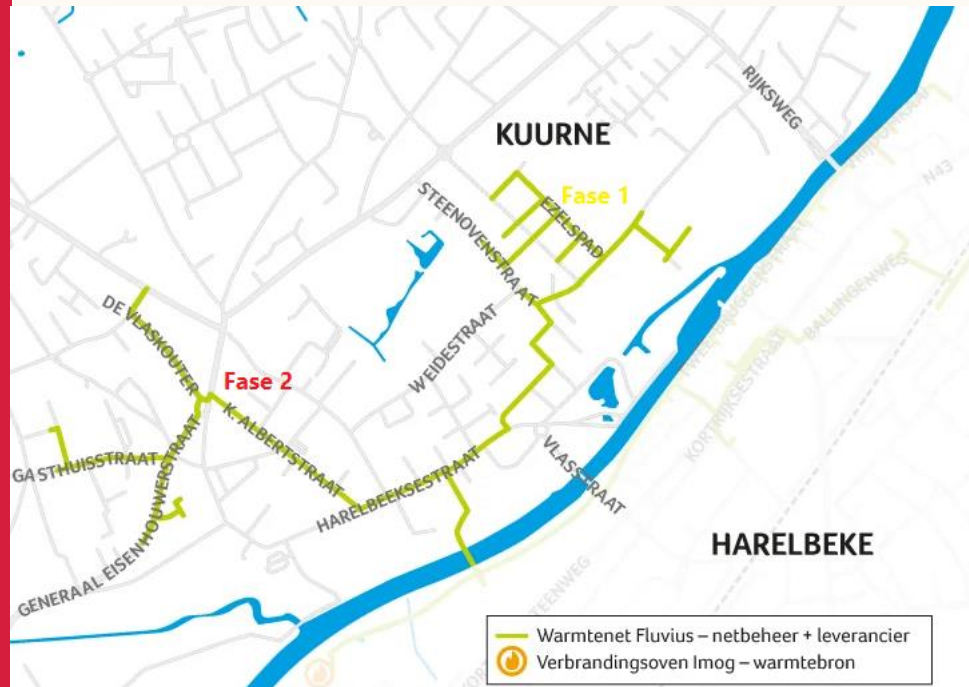 RIJKSWEG
KUURNE
N43
STEENOVENSTRAAT
Fase 1
EZELSPAD
BALLINGENWEG
DE VLASKOUTER
WEIDESTRAAT
KORTRIJKSESTRAAT
Fase 2
K. ALBERTSTRAAT
GASTHUISSTRAAT
GENERAAL EISENHOUWERSTRAAT
HARELBEEKSESTRAAT
VLASSTRAAT
HARELBEKE
Warmtenet Fluvius – netbeheer + leverancier
Verbrandingsoven Imog – warmtebron